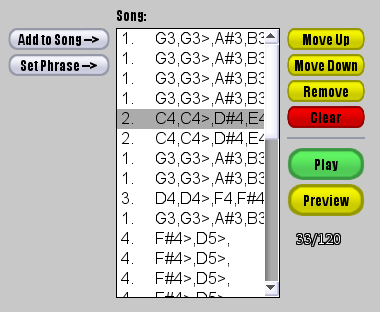 Song:
Add to Song -->
Set Phrase -->
1. G3,G3>,A#3,B3
1. G3,G3>,A#3,B3
1. G3,G3>,A#3,B3
1. G3,G3>,A#3,B3
2. C4,C4>,D#4,E4
2. C4,C4>,D#4,E4
1. G3,G3>,A#3,B3
1. G3,G3>,A#3,B3
3. D4,D4>,F4,F#4
1. G3,G3>,A#3,B3
4. F#4>,D5>,
4. F#4>,D5>,
4. F#4>,D5>,
4. F#4>,D5>,
Move Up
Move Down
Remove
Clear
Play
Preview
33/120